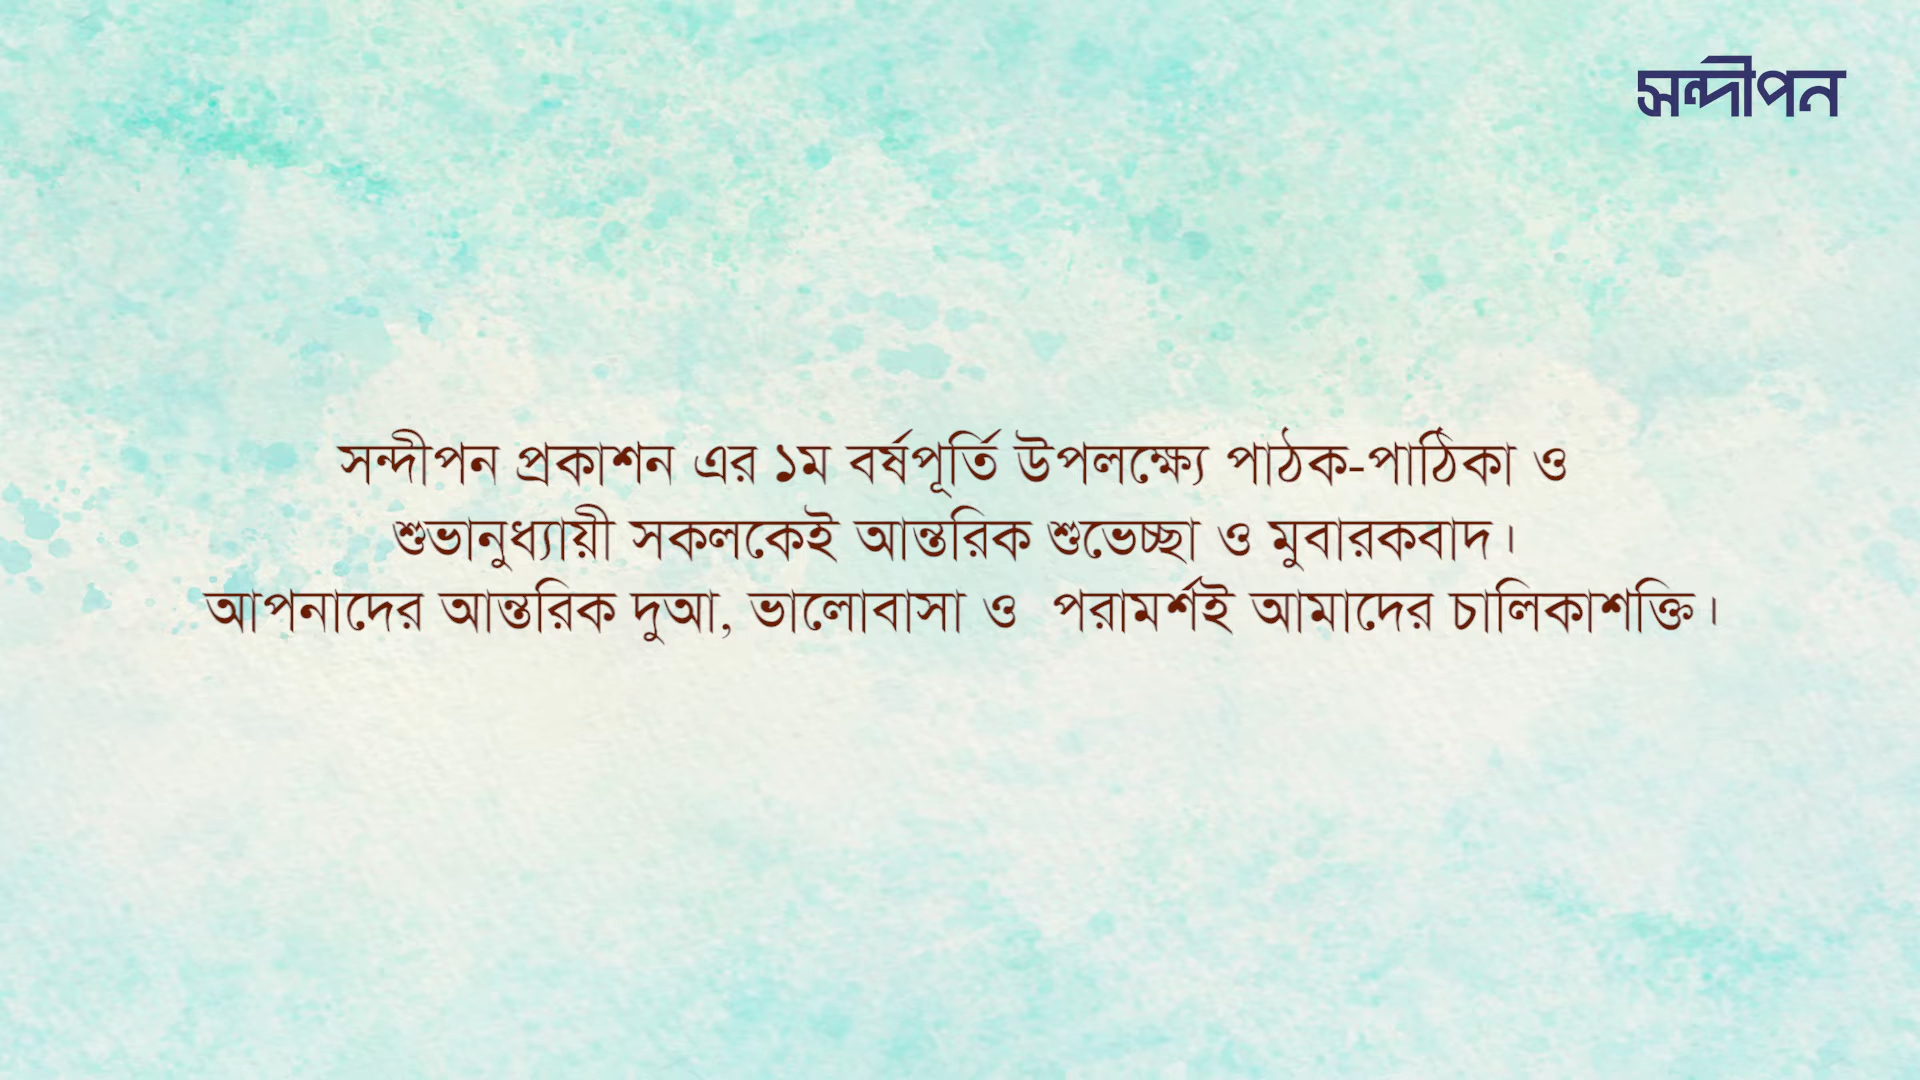 সন্দীপন
সন্দীপন প্রকাশন এর ১ম বর্ষপূর্তি উপলক্ষ্যে পাঠক-পাঠিকা ও
শুভানুধ্যায়ী সকলকেই আন্তরিক শুভেচ্ছা ও মুবারকবাদ।
আপনাদের আন্তরিক দুআ, ভালোবাসা ও পরামর্শই আমাদের চালিকাশক্তি।